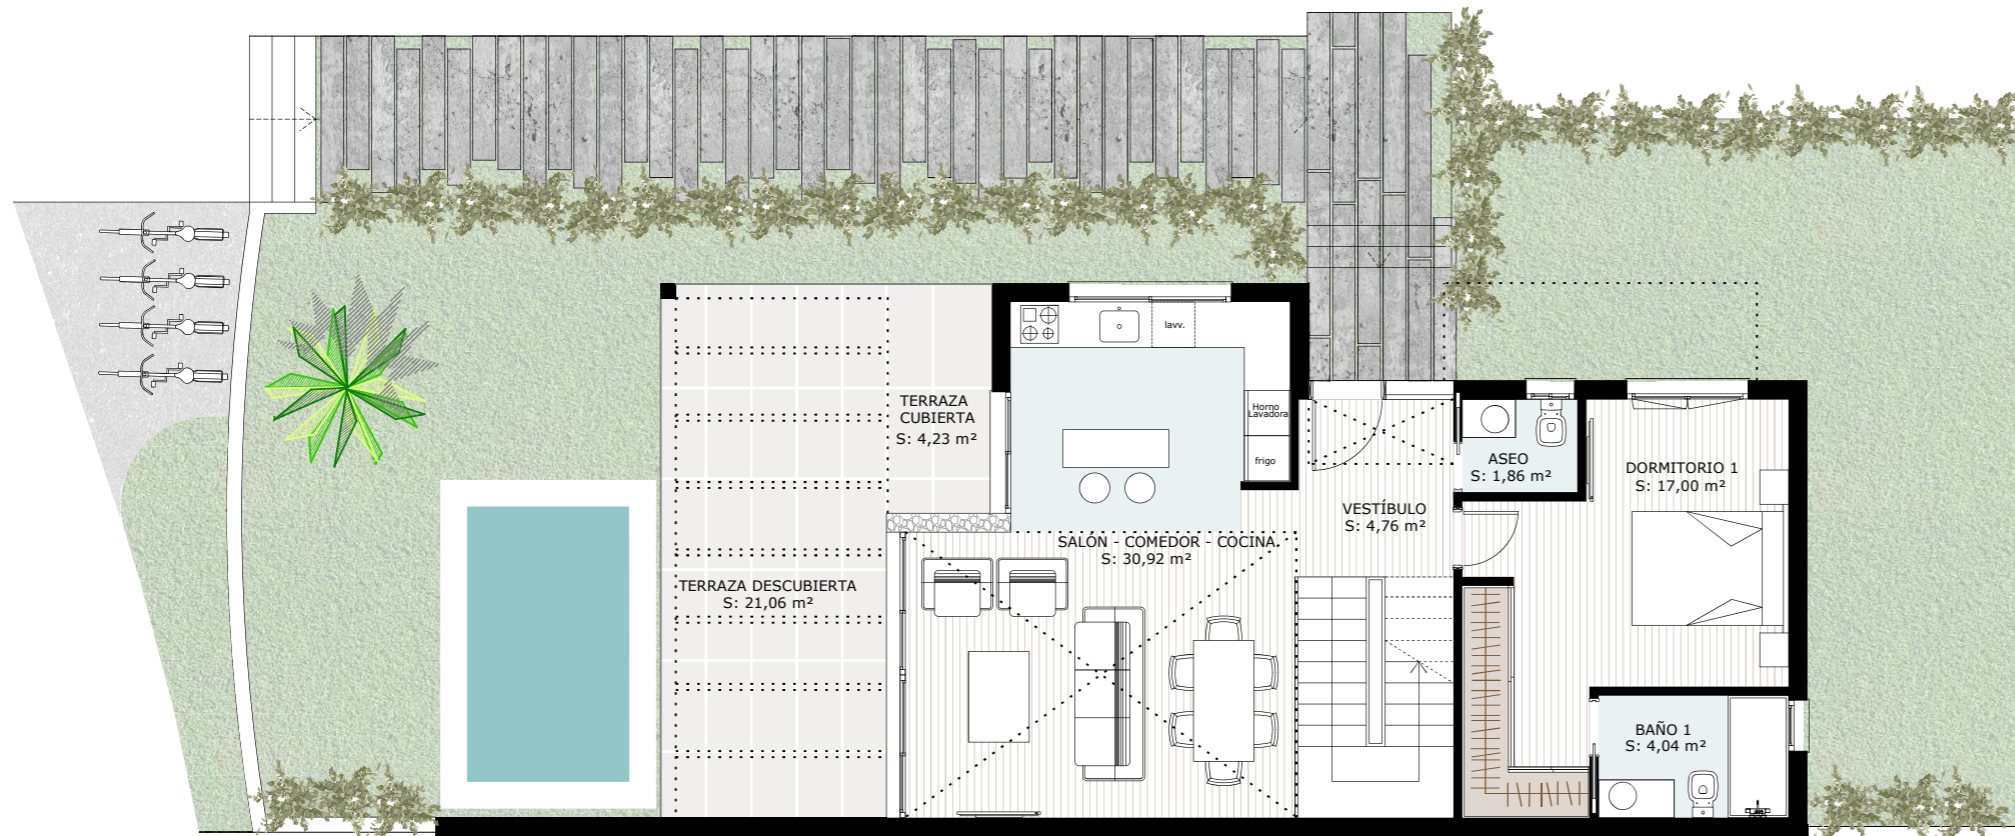 lavv.
TERRAZA
CUBIERTA
S: 4,23 m²
Horno
Lavadora
frigo
ASEO
S: 1,86 m²
DORMITORIO 1
S: 17,00 m²
VESTÍBULO
S: 4,76 m²
SALÓN - COMEDOR - COCINA.
S: 30,92 m²
TERRAZA DESCUBIERTA
S: 21,06 m²
BAÑO 1
S: 4,04 m²